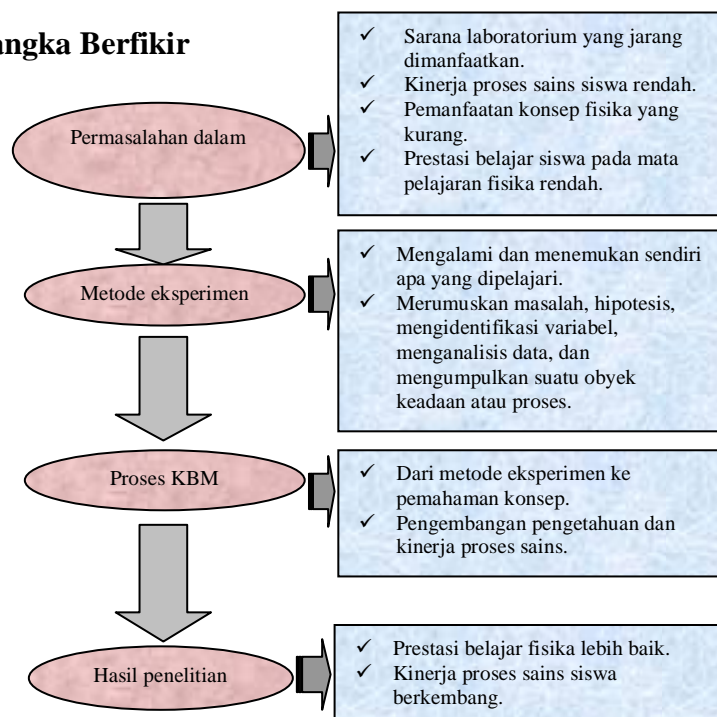 angka Berfikir
Permasalahan dalam
✓ Sarana laboratorium yang jarang
dimanfaatkan.
✓ Kinerja proses sains siswa rendah.
✓ Pemanfaatan konsep fisika yang
kurang.
✓ Prestasi belajar siswa pada mata
pelajaran fisika rendah.
Metode eksperimen
✓ Mengalami dan menemukan sendiri
apa yang dipelajari.
✓ Merumuskan masalah, hipotesis,
mengidentifikasi variabel,
menganalisis data, dan
mengumpulkan suatu obyek
keadaan atau proses.
Proses KBM
✓ Dari metode eksperimen ke
pemahaman konsep.
✓ Pengembangan pengetahuan dan
kinerja proses sains.
Hasil penelitian
✓ Prestasi belajar fisika lebih baik.
✓ Kinerja proses sains siswa
berkembang.